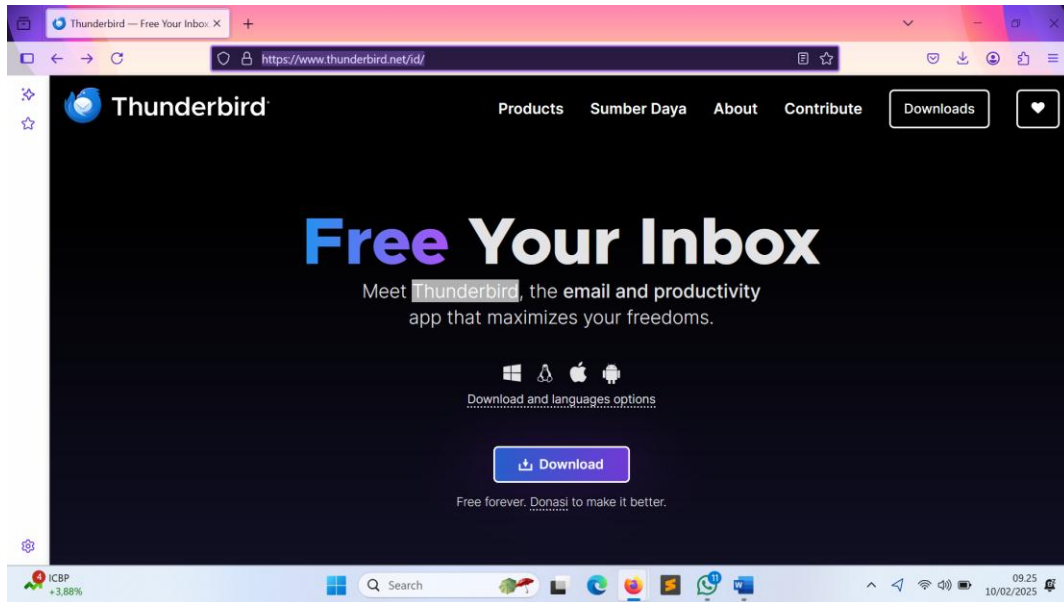 Thunderbird — Free Your Inbox
https://www.thunderbird.net/id/
Thunderbird
Products Sumber Daya About Contribute Downloads
Free Your Inbox
Meet Thunderbird, the email and productivity
app that maximizes your freedoms.
Download and languages options
Download
Free forever. Donasi to make it better.
4
ICBP
+3,88%
Search
11
09.25
10/02/2025